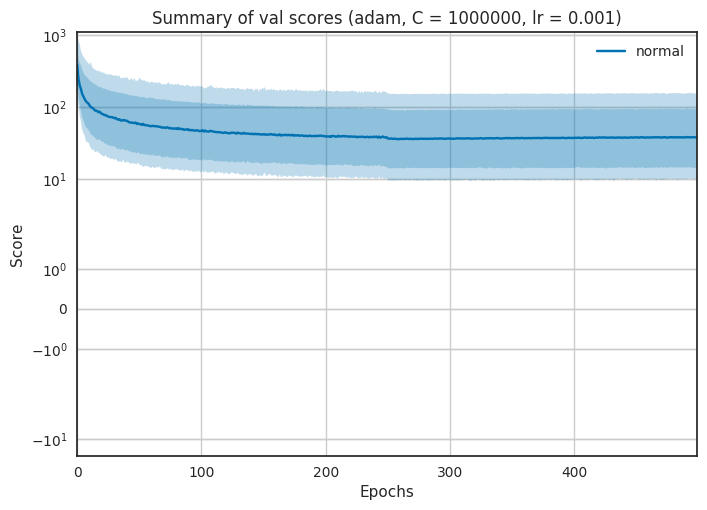 Summary of val scores (adam, C = 1000000, lr = 0.001)
normal
10³
10²
10¹
10⁰
0
−10⁰
−10¹
Score
0 100 200 300 400
Epochs